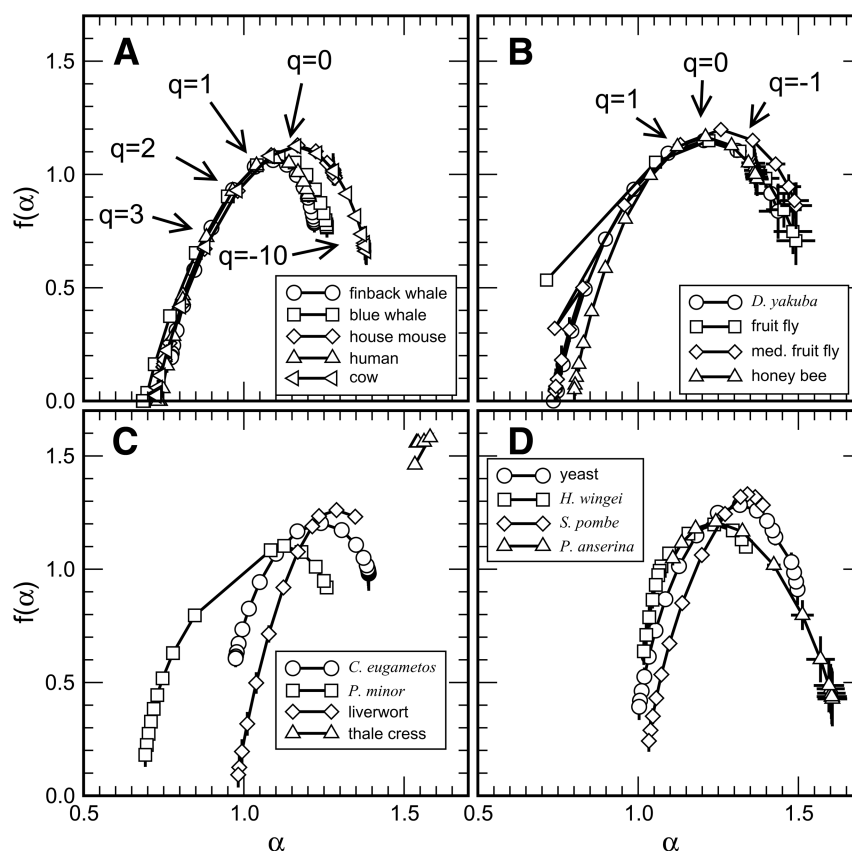 A
q=0
q=1
q=2
q=3
q=-10
f(α)
1.5
1.0
0.5
0.0
finback whale
blue whale
house mouse
human
cow
B
q=0
q=1
q=-1
D. yakuba
fruit fly
med. fruit fly
honey bee
C
f(α)
1.5
1.0
0.5
0.0
C. eugametos
P. minor
liverwort
thale cress
0.5
1.0
1.5
α
D
yeast
H. wingei
S. pombe
P. anserina
0.5
1.0
1.5
α